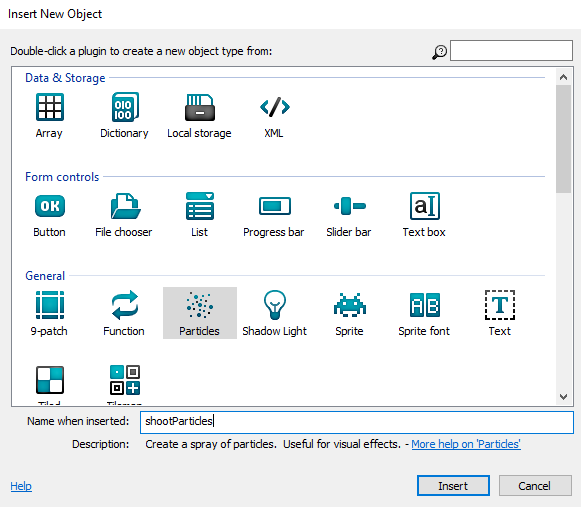 Insert New Object
Double-click a plugin to create a new object type from:
Data & Storage
Array Dictionary Local storage XML
Form controls
OK
Button File chooser List Progress bar Slider bar Text box
General
9-patch Function Particles Shadow Light Sprite Sprite font Text
Tiled Tilemap
Name when inserted: shootParticles
Description: Create a spray of particles. Useful for visual effects. - More help on 'Particles'
Help Insert Cancel